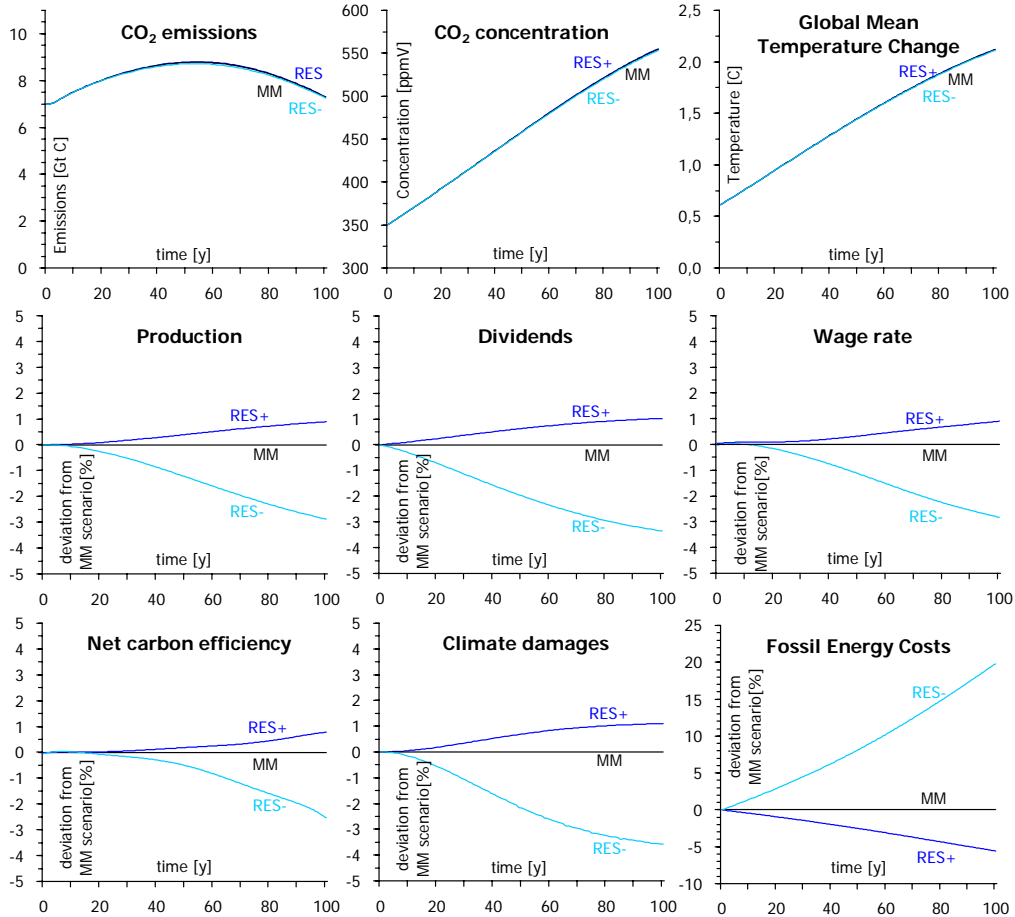 CO₂ emissions
10
8
6
4
2
0
Emissions [Gt C]
RES
MM
RES-
time [y]
0 20 40 60 80 100
CO₂ concentration
600
550
500
450
400
350
300
Concentration [ppmV]
RES+
MM
RES-
time [y]
0 20 40 60 80 100
Global Mean
Temperature Change
2,5
2,0
1,5
1,0
0,5
0,0
Temperature [C]
RES+
MM
RES-
time [y]
0 20 40 60 80 100
Production
5
4
3
2
1
0
-1
-2
-3
-4
-5
RES+
MM
RES-
deviation from
MM scenario[%]
time [y]
0 20 40 60 80 100
Dividends
5
4
3
2
1
0
-1
-2
-3
-4
-5
RES+
MM
RES-
deviation from
MM scenario[%]
time [y]
0 20 40 60 80 100
Wage rate
5
4
3
2
1
0
-1
-2
-3
-4
-5
RES+
MM
RES-
deviation from
MM scenario[%]
time [y]
0 20 40 60 80 100
Net carbon efficiency
5
4
3
2
1
0
-1
-2
-3
-4
-5
RES+
MM
RES-
deviation from
MM scenario[%]
time [y]
0 20 40 60 80 100
Climate damages
5
4
3
2
1
0
-1
-2
-3
-4
-5
RES+
MM
RES-
deviation from
MM scenario[%]
time [y]
0 20 40 60 80 100
Fossil Energy Costs
25
20
15
10
5
0
-5
-10
deviation from
MM scenario[%]
RES-
MM
RES+
time [y]
0 20 40 60 80 100